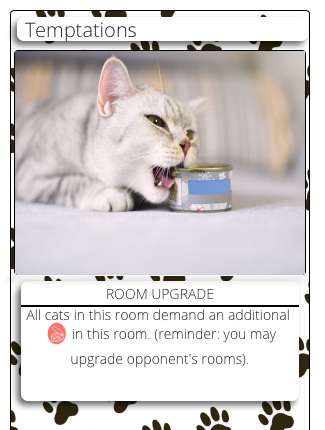 Temptations
ROOM UPGRADE
All cats in this room demand an additional
in this room. (reminder: you may
upgrade opponent's rooms).